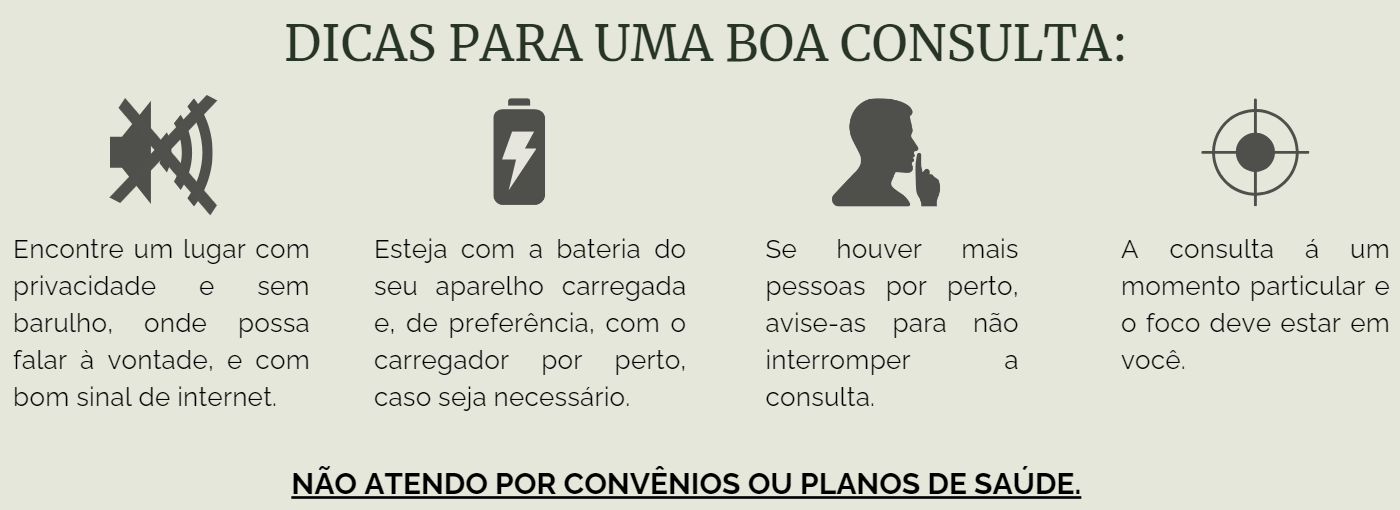 DICAS PARA UMA BOA CONSULTA:
Encontre um lugar com
privacidade e sem
barulho, onde possa
falar à vontade, e com
bom sinal de internet.
Esteja com a bateria do
seu aparelho carregada
e, de preferência, com o
carregador por perto,
caso seja necessário.
Se houver mais
pessoas por perto,
avise-as para não
interromper a
consulta.
A consulta á um
momento particular e
o foco deve estar em
você.
NÃO ATENDO POR CONVÊNIOS OU PLANOS DE SAÚDE.